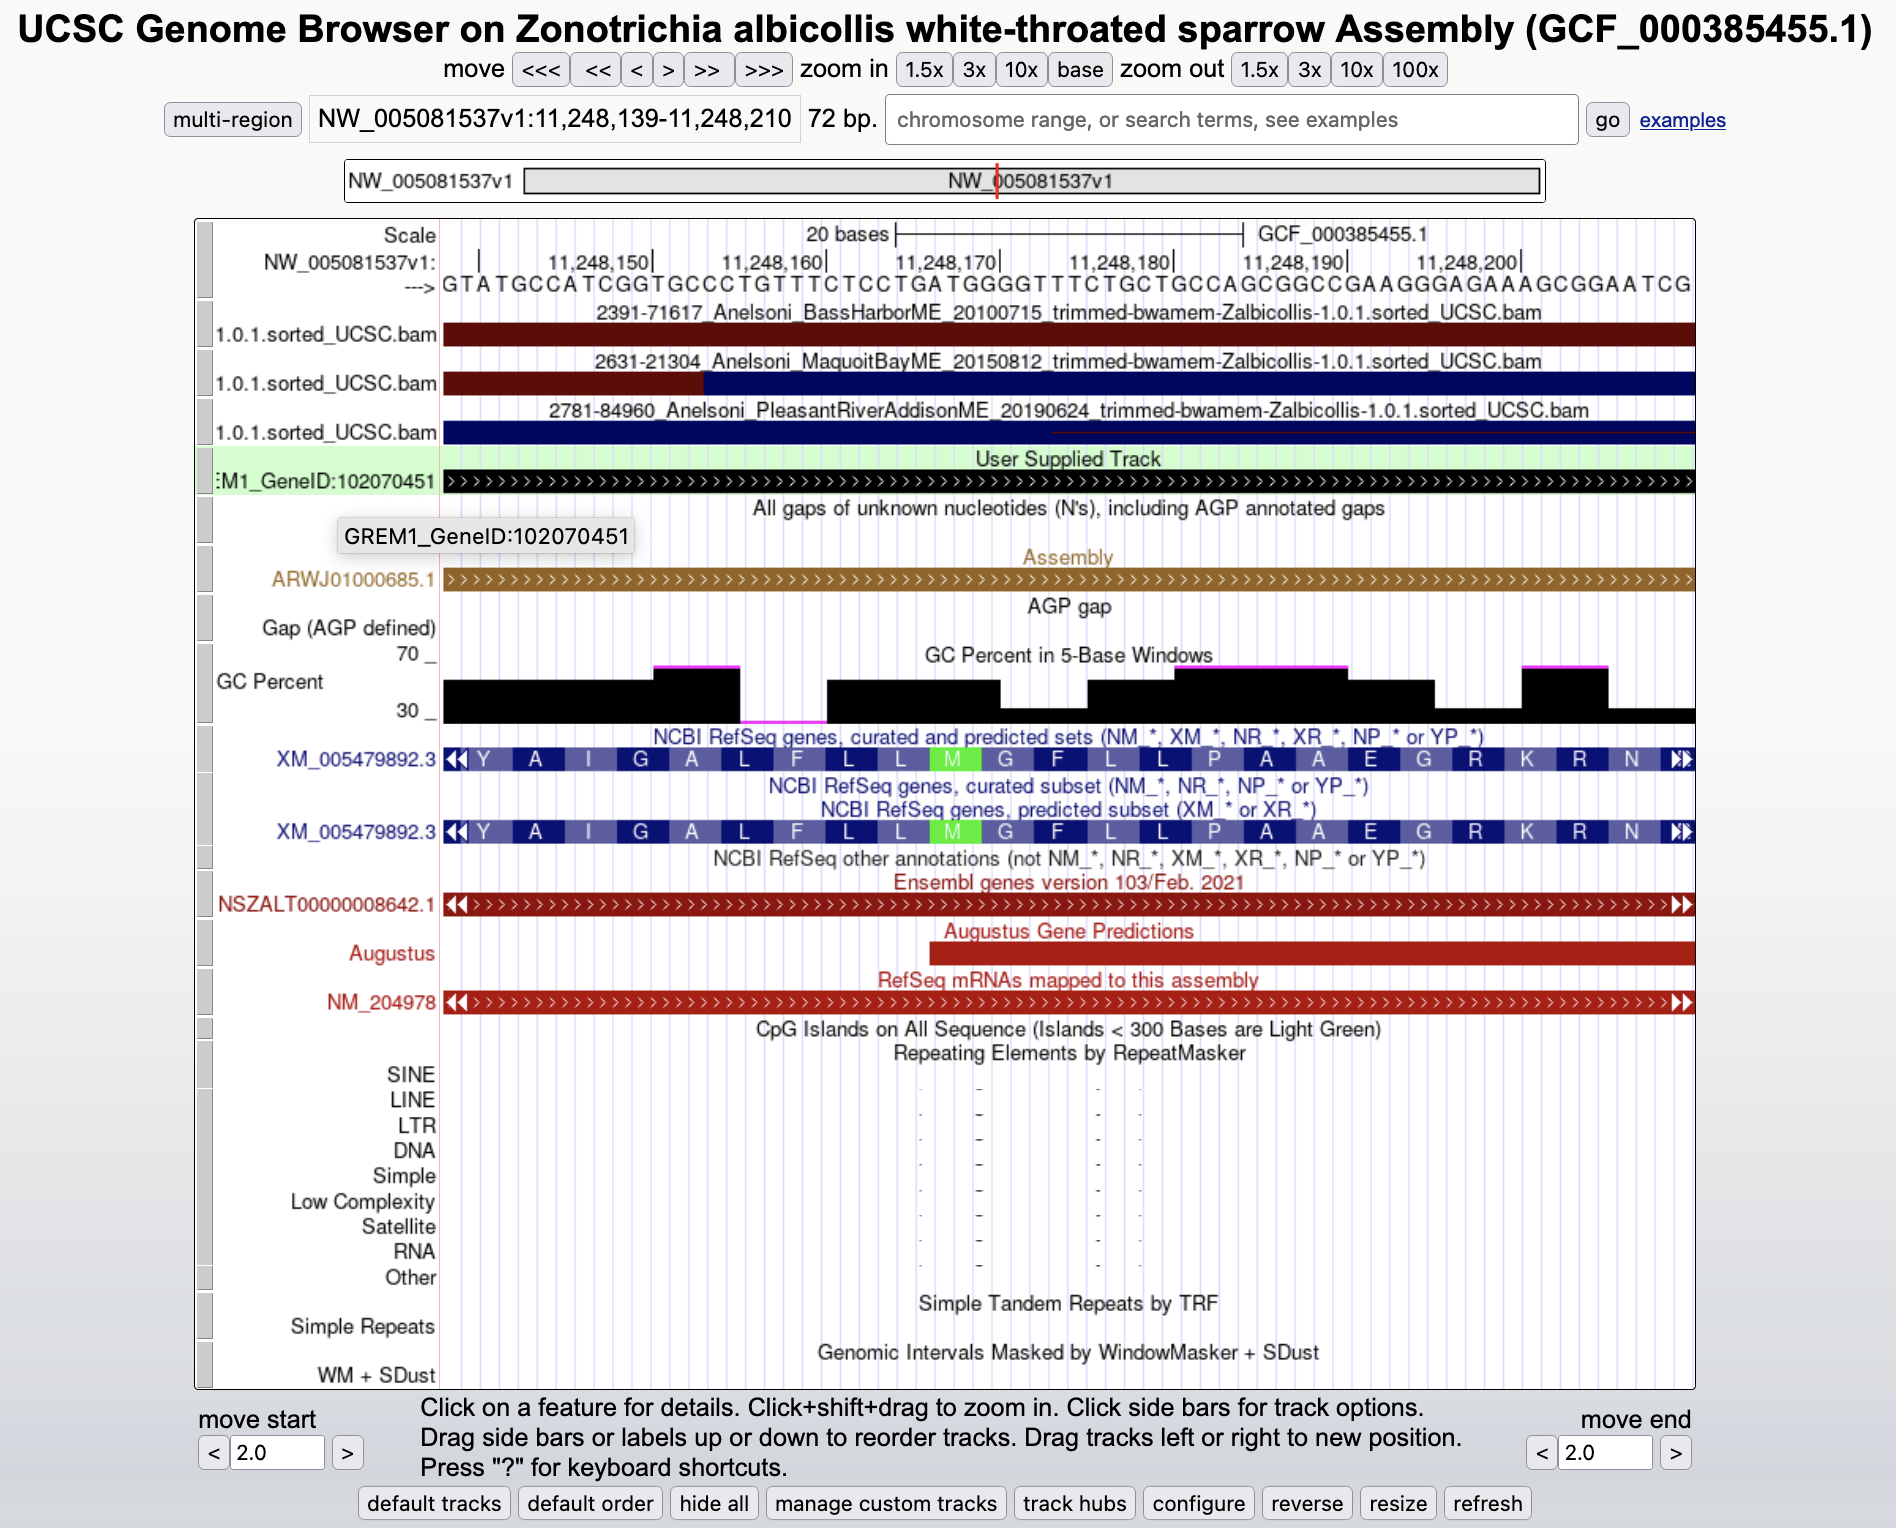 UCSC Genome Browser on Zonotrichia albicollis white-throated sparrow Assembly (GCF_000385455.1)
move <<< << < > >> >>> zoom in 1.5x 3x 10x base zoom out 1.5x 3x 10x 100x
multi-region NW_005081537v1:11,248,139-11,248,210 72 bp. chromosome range, or search terms, see examples go examples
NW_005081537v1 NW_005081537v1
Scale 20 bases GCF_000385455.1
NW_005081537v1: 11,248,150 11,248,160 11,248,170 11,248,180 11,248,190 11,248,200
---> GTATGCCATCGGTGCCCTGTTTCTCCTGATGGGGTTTCTGCTGCCAGCGGCCGAAGGGAGAAAGCGGAATCG
2391-71617_Anelsoni_BassHarborME_20100715_trimmed-bwamem-Zalbicollis-1.0.1.sorted_UCSC.bam
1.0.1.sorted_UCSC.bam
2631-21304_Anelsoni_MaquoitBayME_20150812_trimmed-bwamem-Zalbicollis-1.0.1.sorted_UCSC.bam
1.0.1.sorted_UCSC.bam
2781-84960_Anelsoni_PleasantRiverAddisonME_20190624_trimmed-bwamem-Zalbicollis-1.0.1.sorted_UCSC.bam
1.0.1.sorted_UCSC.bam
User Supplied Track
EM1_GeneID:102070451
All gaps of unknown nucleotides (N's), including AGP annotated gaps
GREM1_GeneID:102070451
Assembly
ARWJ01000685.1
AGP gap
Gap (AGP defined)
70 _ GC Percent in 5-Base Windows
GC Percent
30 _
NCBI RefSeq genes, curated and predicted sets (NM_*, XM_*, NR_*, XR_*, NP_* or YP_*)
XM_005479892.3 Y A I G A L F L L M G F L L P A A E G R K R N
NCBI RefSeq genes, curated subset (NM_*, NR_*, NP_* or YP_*)
NCBI RefSeq genes, predicted subset (XM_* or XR_*)
XM_005479892.3 Y A I G A L F L L M G F L L P A A E G R K R N
NCBI RefSeq other annotations (not NM_*, NR_*, XM_*, XR_*, NP_* or YP_*)
Ensembl genes version 103/Feb. 2021
NSZALT00000008642.1
Augustus Gene Predictions
Augustus
RefSeq mRNAs mapped to this assembly
NM_204978
CpG Islands on All Sequence (Islands < 300 Bases are Light Green)
Repeating Elements by RepeatMasker
SINE
LINE
LTR
DNA
Simple
Low Complexity
Satellite
RNA
Other
Simple Tandem Repeats by TRF
Simple Repeats
Genomic Intervals Masked by WindowMasker + SDust
WM + SDust
move start
< 2.0 >
Click on a feature for details. Click+shift+drag to zoom in. Click side bars for track options.
Drag side bars or labels up or down to reorder tracks. Drag tracks left or right to new position.
Press "?" for keyboard shortcuts.
move end
< 2.0 >
default tracks default order hide all manage custom tracks track hubs configure reverse resize refresh